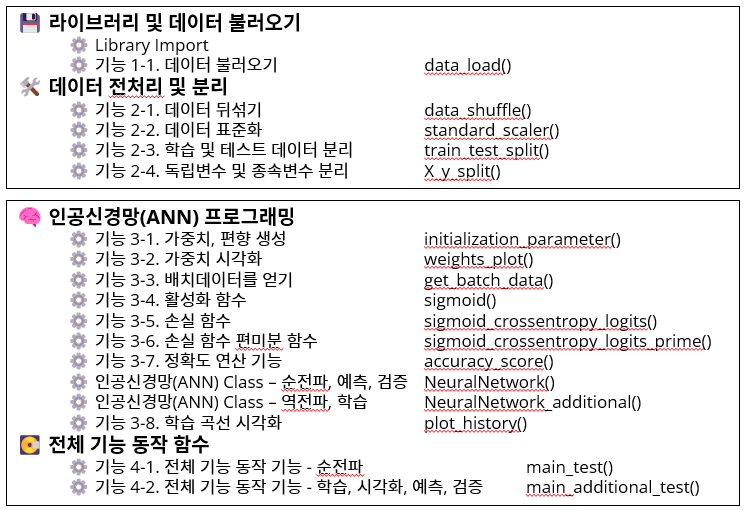 라이브러리 및 데이터 불러오기
Library Import
기능 1-1. 데이터 불러오기 data_load()
데이터 전처리 및 분리
기능 2-1. 데이터 뒤섞기 data_shuffle()
기능 2-2. 데이터 표준화 standard_scaler()
기능 2-3. 학습 및 테스트 데이터 분리 train_test_split()
기능 2-4. 독립변수 및 종속변수 분리 X_y_split()
인공신경망(ANN) 프로그래밍
기능 3-1. 가중치, 편향 생성 initialization_parameter()
기능 3-2. 가중치 시각화 weights_plot()
기능 3-3. 배치데이터를 얻기 get_batch_data()
기능 3-4. 활성화 함수 sigmoid()
기능 3-5. 손실 함수 sigmoid_crossentropy_logits()
기능 3-6. 손실 함수 편미분 함수 sigmoid_crossentropy_logits_prime()
기능 3-7. 정확도 연산 기능 accuracy_score()
인공신경망(ANN) Class – 순전파, 예측, 검증 NeuralNetwork()
인공신경망(ANN) Class – 역전파, 학습 NeuralNetwork_additional()
기능 3-8. 학습 곡선 시각화 plot_history()
전체 기능 동작 함수
기능 4-1. 전체 기능 동작 기능 - 순전파 main_test()
기능 4-2. 전체 기능 동작 기능 - 학습, 시각화, 예측, 검증 main_additional_test()